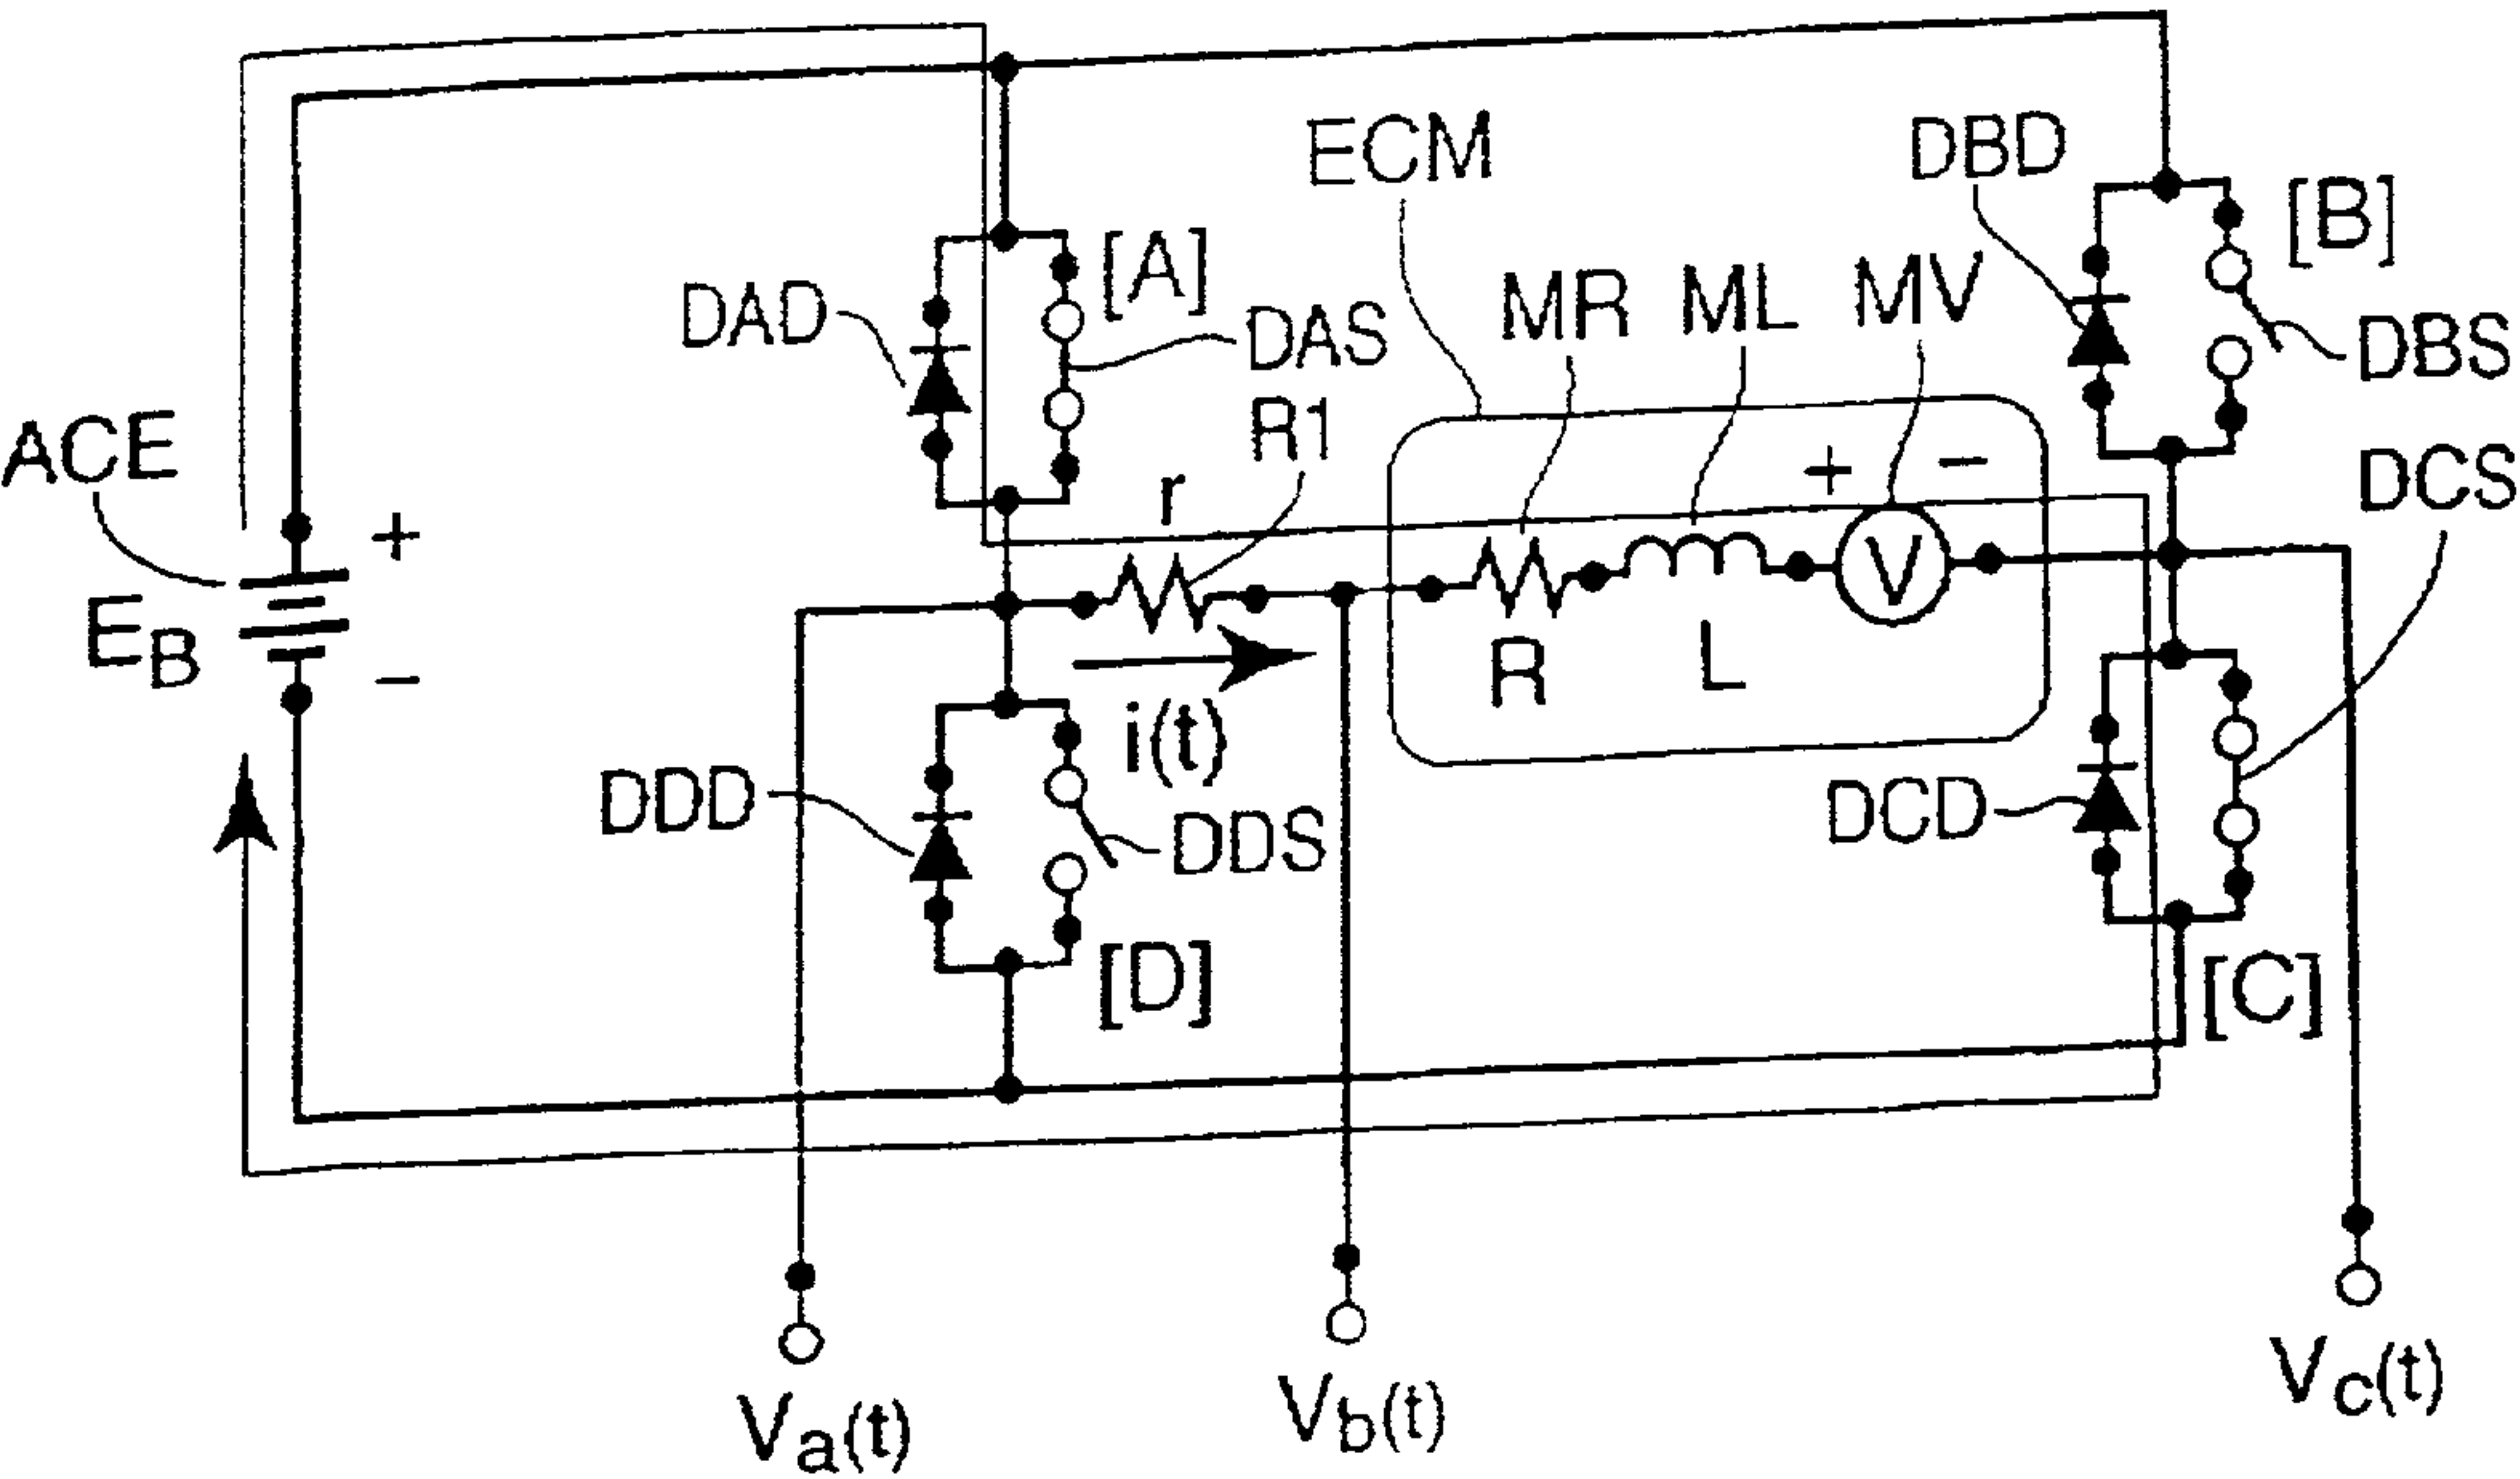 ECM
DBD
[B]
[A]
DAD
DAS
MR
ML
MV
DBS
ACE
R1
+
−
DCS
r
+
V
EB
−
R
L
i(t)
DDD
DDS
DCD
[D]
[C]
Va(t)
Vb(t)
Vc(t)